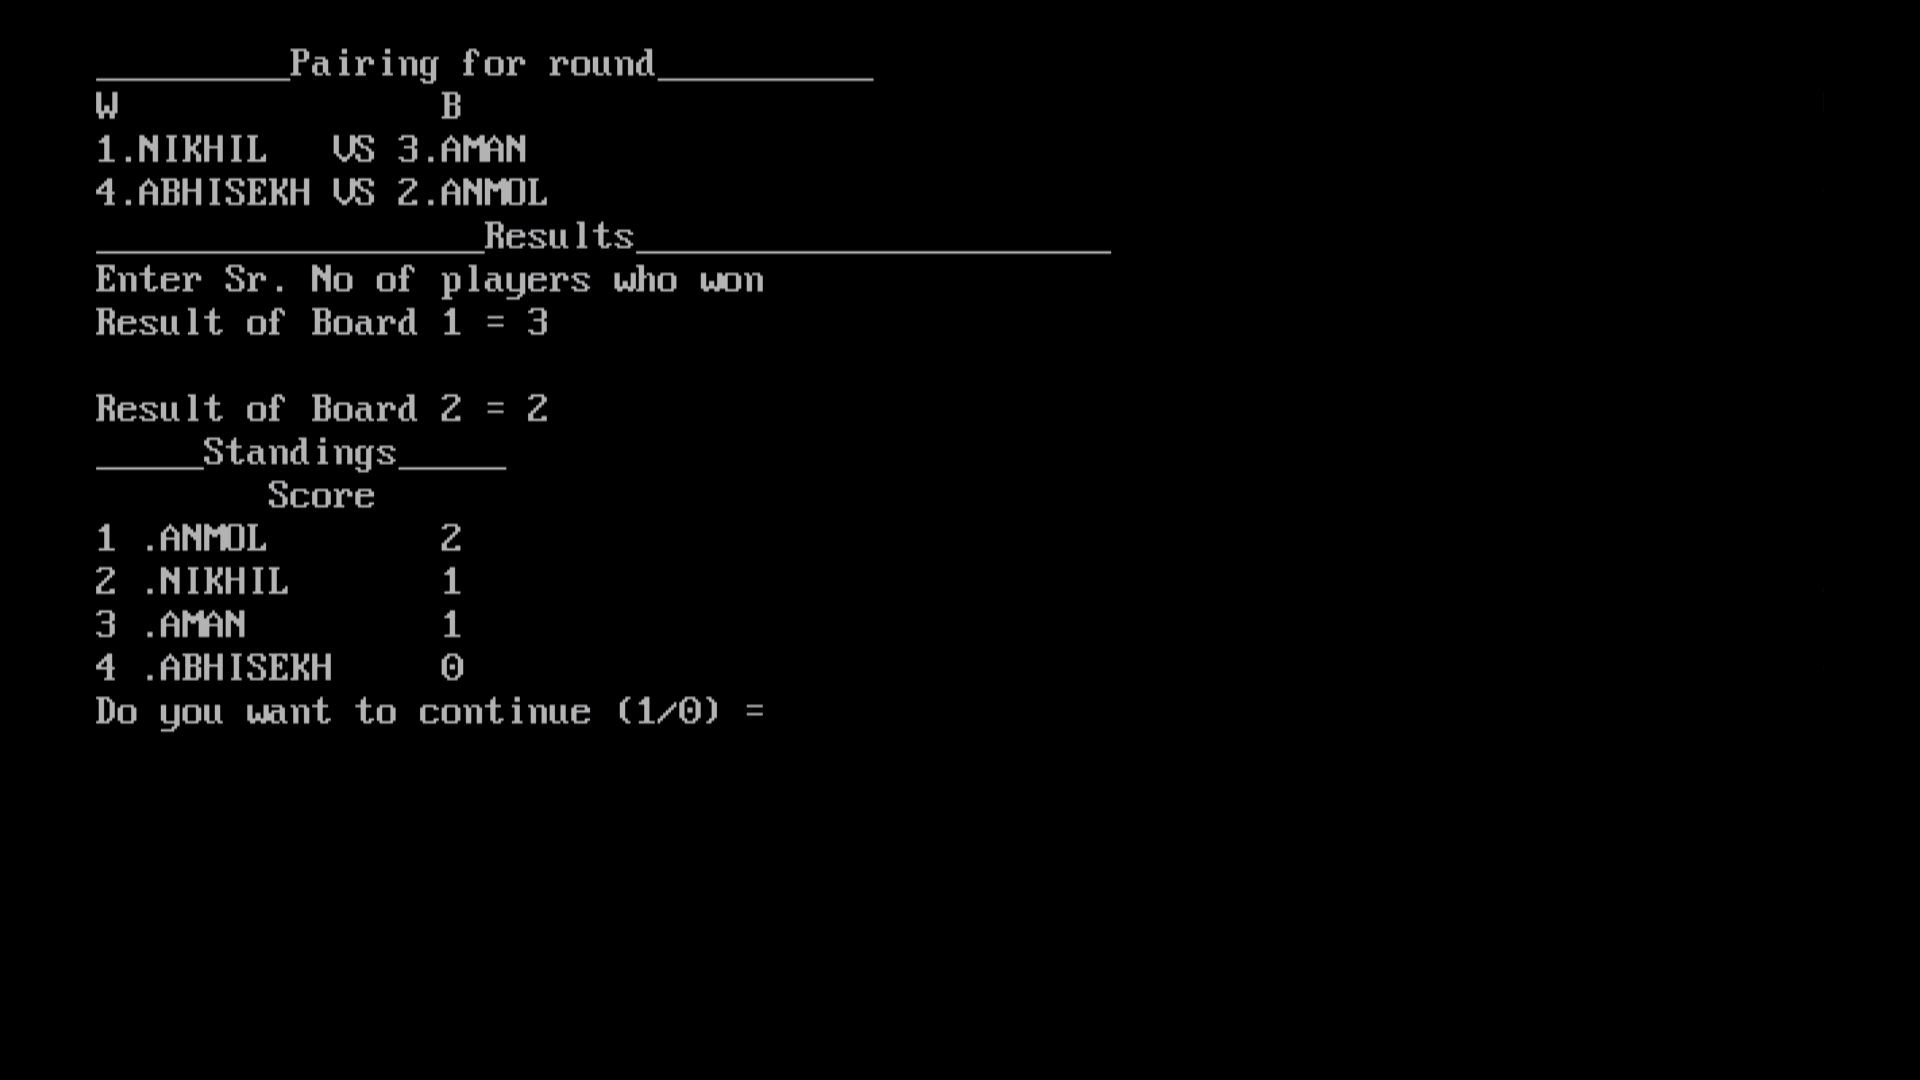 _________Pairing for round__________
W               B
1.NIKHIL   VS 3.AMAN
4.ABHISEKH VS 2.ANMOL
__________________Results______________________
Enter Sr. No of players who won
Result of Board 1 = 3
Result of Board 2 = 2
_____Standings_____
Score
1 .ANMOL        2
2 .NIKHIL       1
3 .AMAN         1
4 .ABHISEKH     0
Do you want to continue (1/0) =